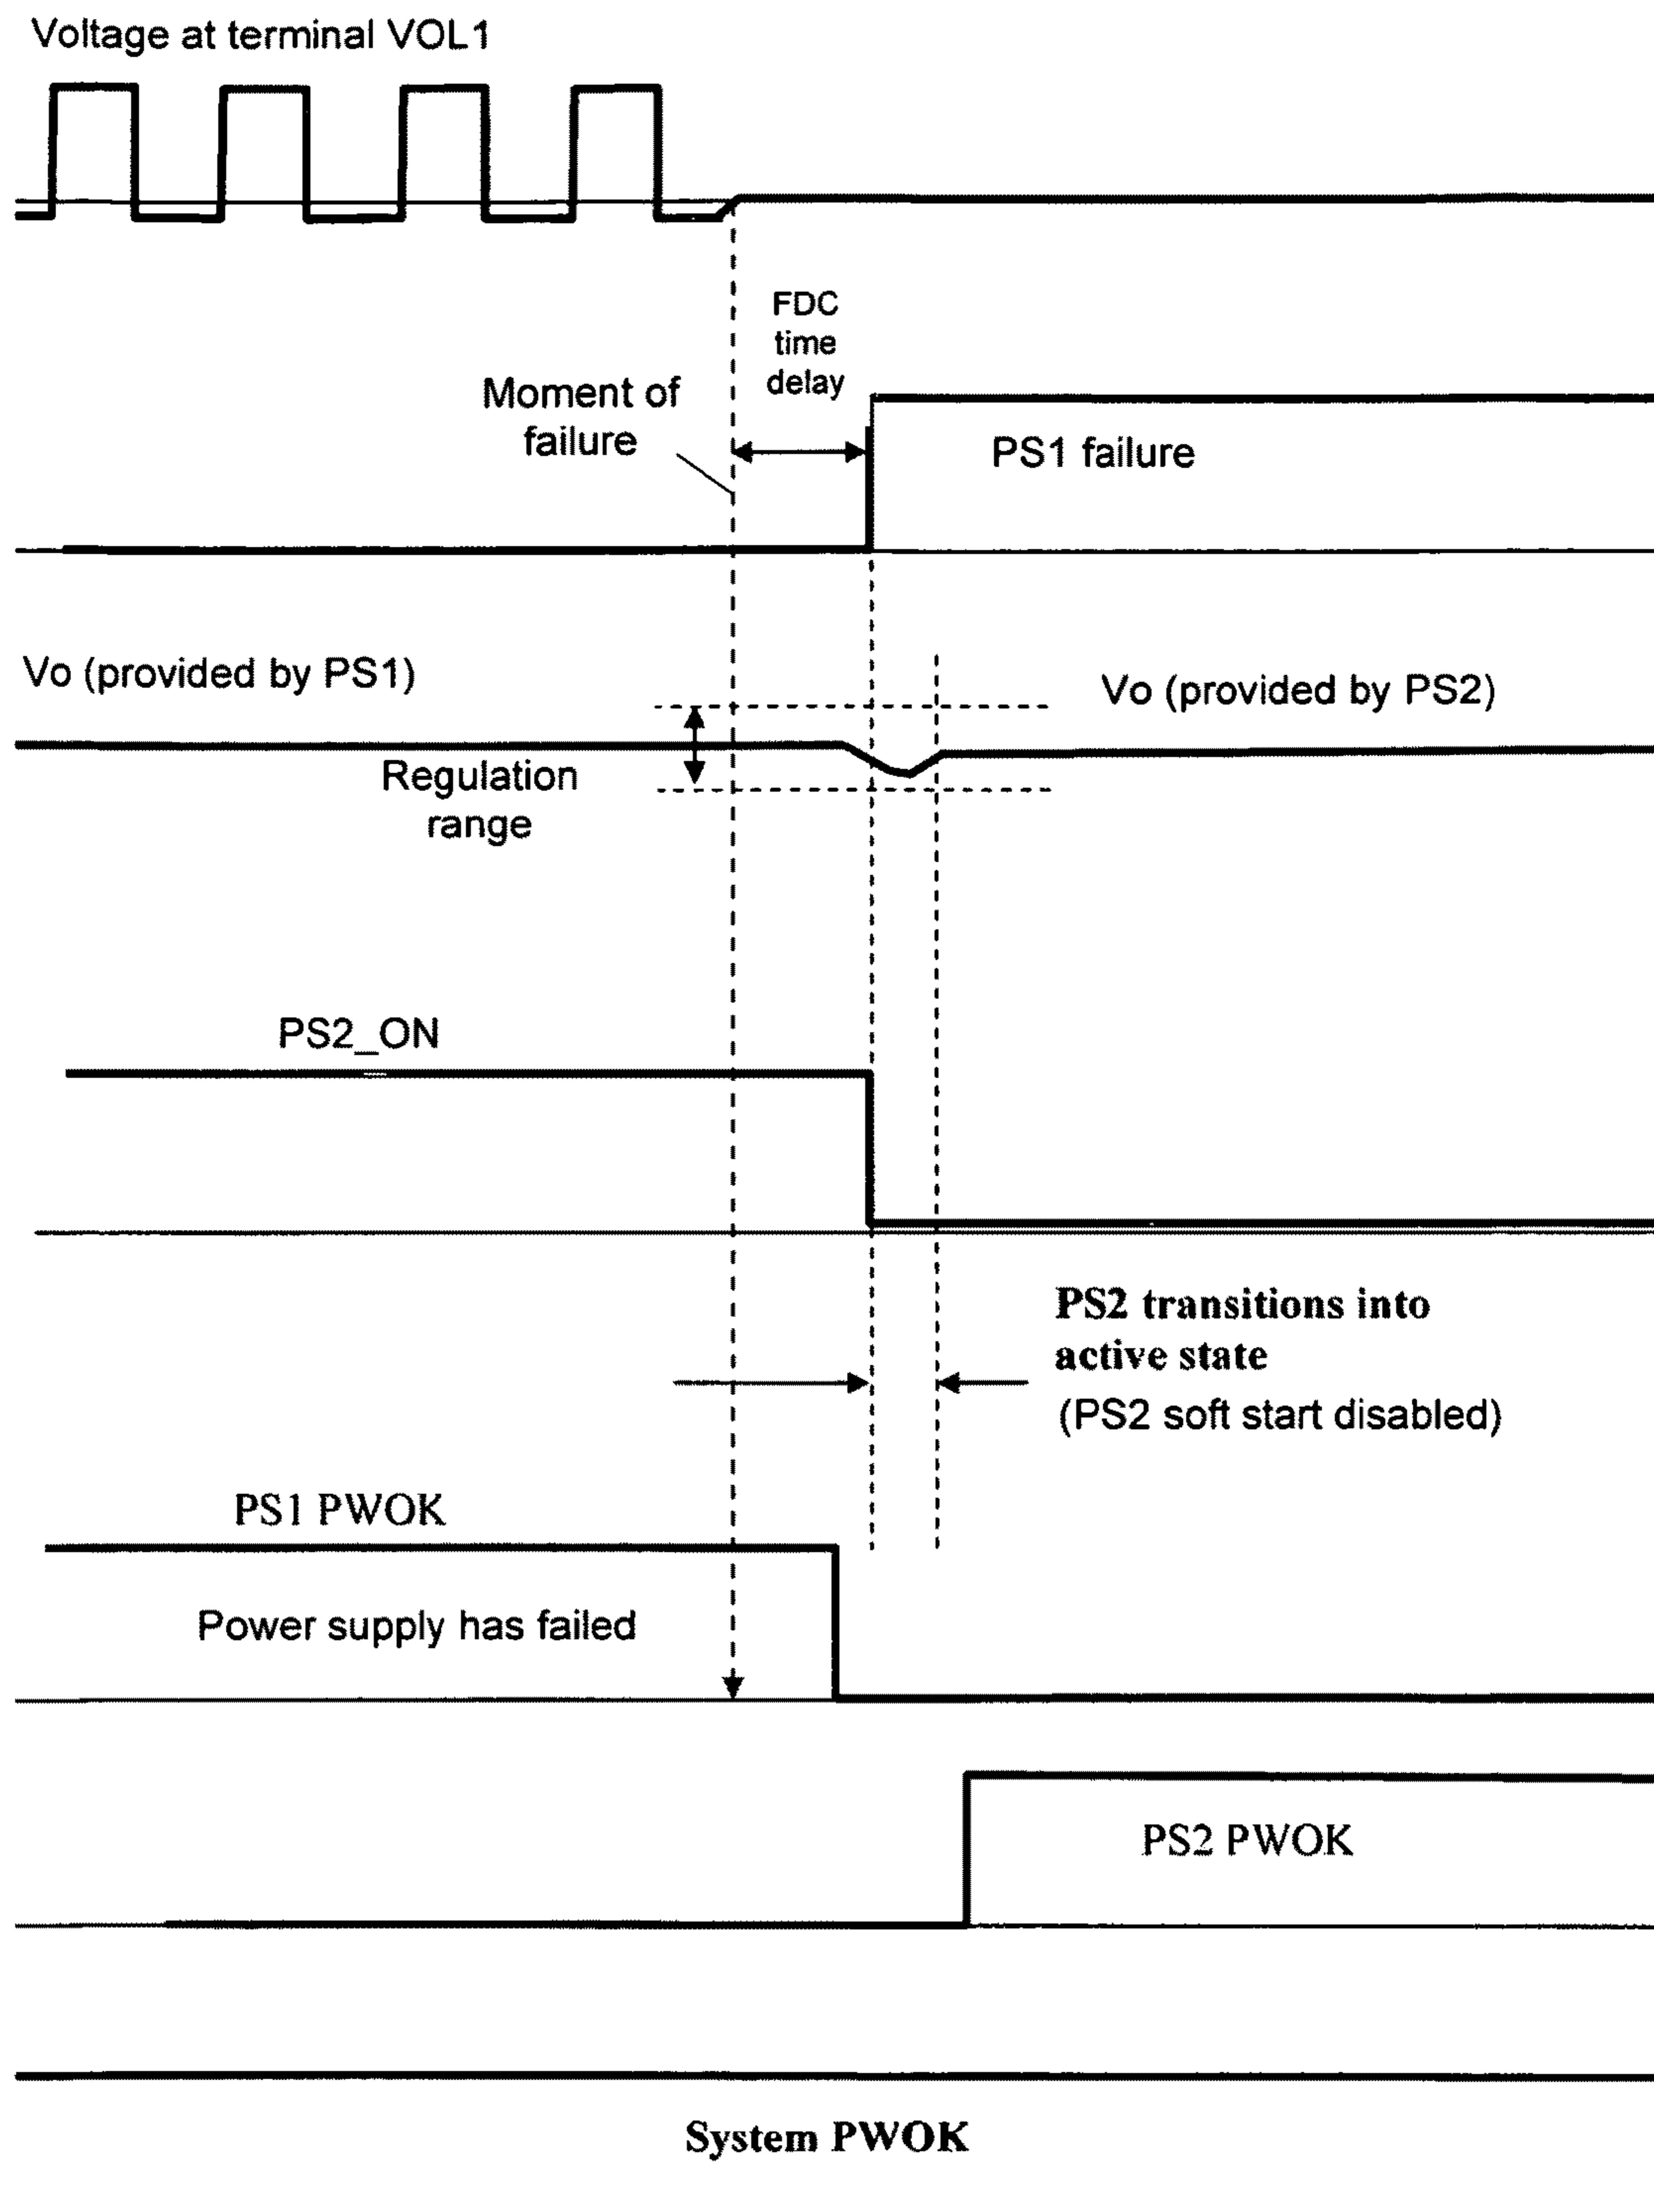 Voltage at terminal VOL1
FDC
time
delay
Moment of
failure
PS1 failure
Vo (provided by PS1)
Vo (provided by PS2)
Regulation
range
PS2_ON
PS2 transitions into
active state
(PS2 soft start disabled)
PS1 PWOK
Power supply has failed
PS2 PWOK
System PWOK